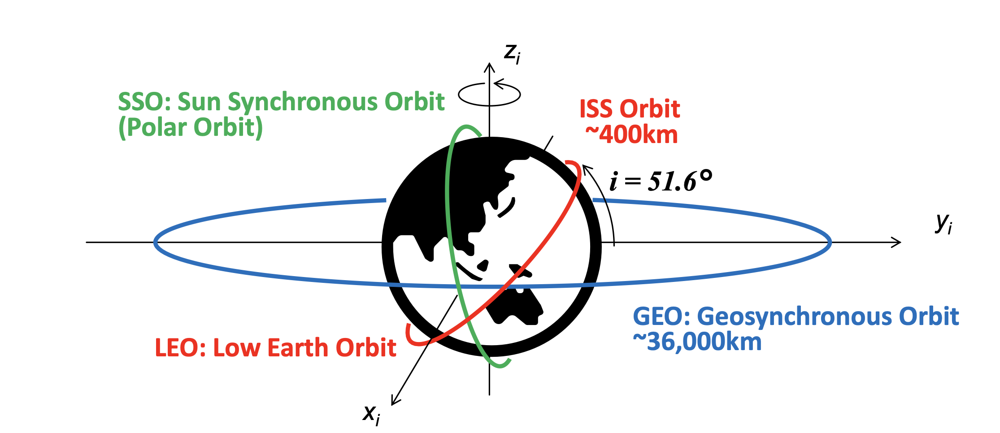 z_i
SSO: Sun Synchronous Orbit
(Polar Orbit)
ISS Orbit
~400km
i = 51.6°
y_i
GEO: Geosynchronous Orbit
~36,000km
LEO: Low Earth Orbit
x_i